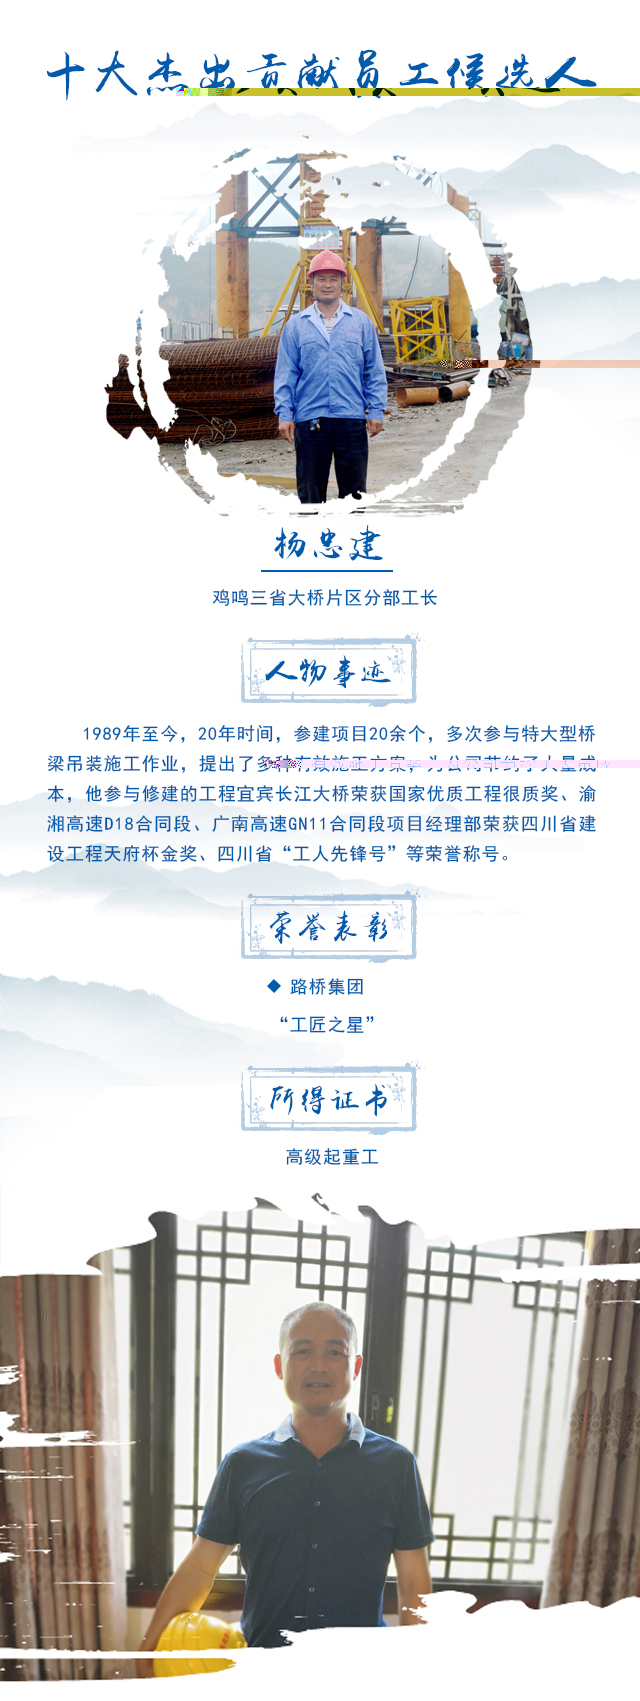 十大杰出贡献员工候选人
杨忠建
鸡鸣三省大桥片区分部工长
人物事迹
1989年至今，20年时间，参建项目20余个，多次参与特大型桥
梁吊装施工作业，提出了多种有效施工方案，为公司节约了大量成
本，他参与修建的工程宜宾长江大桥荣获国家优质工程很质奖、渝
湘高速D18合同段、广南高速GN11合同段项目经理部荣获四川省建
设工程天府杯金奖、四川省“工人先锋号”等荣誉称号。
荣誉表彰
◆ 路桥集团
“工匠之星”
所得证书
高级起重工